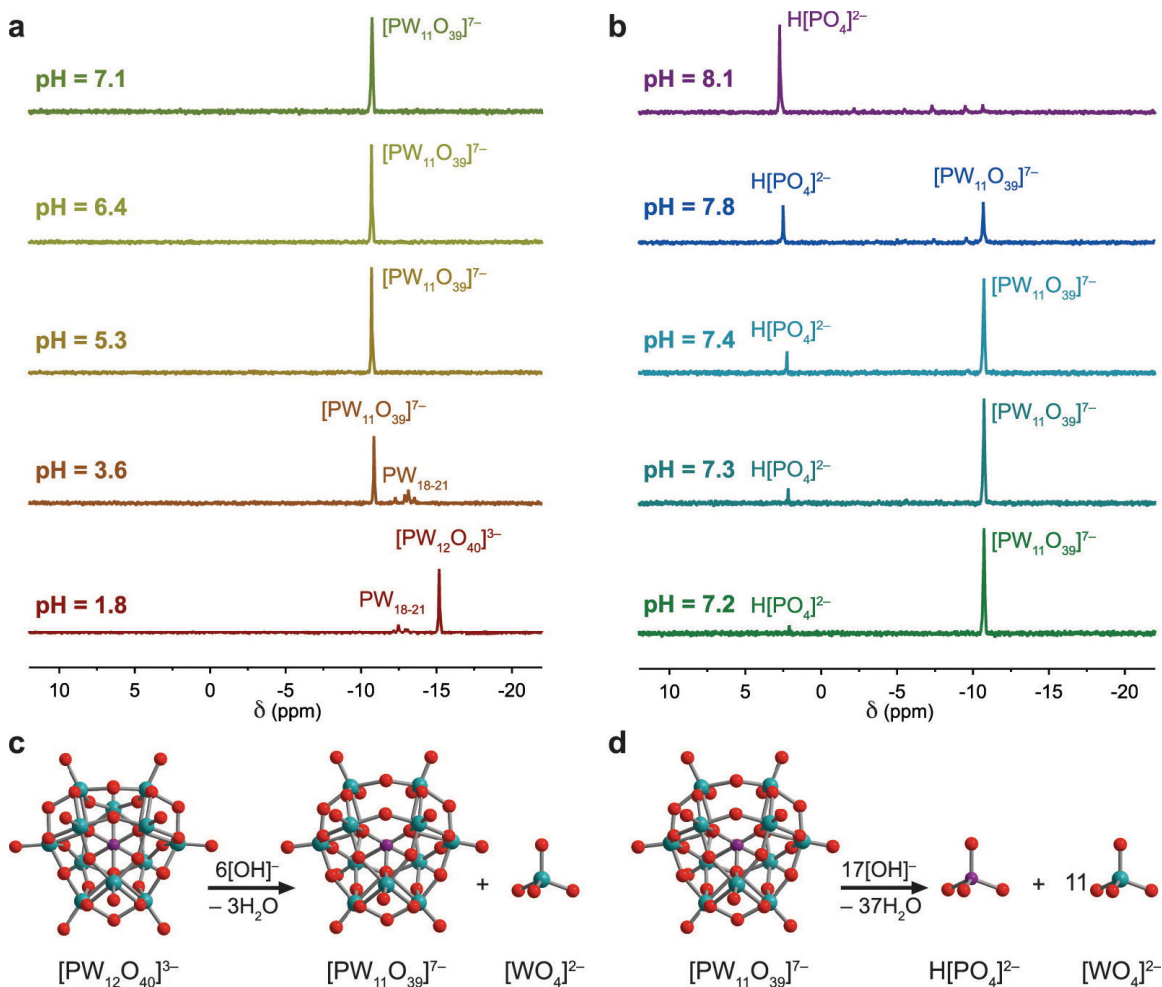 a
[PW₁₁O₃₉]⁷⁻
pH = 7.1
[PW₁₁O₃₉]⁷⁻
pH = 6.4
[PW₁₁O₃₉]⁷⁻
pH = 5.3
[PW₁₁O₃₉]⁷⁻
pH = 3.6
PW₁₈₋₂₁
[PW₁₂O₄₀]³⁻
pH = 1.8
PW₁₈₋₂₁
10 5 0 -5 -10 -15 -20
δ (ppm)
b
H[PO₄]²⁻
pH = 8.1
H[PO₄]²⁻ [PW₁₁O₃₉]⁷⁻
pH = 7.8
[PW₁₁O₃₉]⁷⁻
pH = 7.4 H[PO₄]²⁻
[PW₁₁O₃₉]⁷⁻
pH = 7.3 H[PO₄]²⁻
[PW₁₁O₃₉]⁷⁻
pH = 7.2 H[PO₄]²⁻
10 5 0 -5 -10 -15 -20
δ (ppm)
c
6[OH]⁻
– 3H₂O
+
[PW₁₂O₄₀]³⁻ [PW₁₁O₃₉]⁷⁻ [WO₄]²⁻
d
17[OH]⁻
– 37H₂O
+ 11
[PW₁₁O₃₉]⁷⁻ H[PO₄]²⁻ [WO₄]²⁻